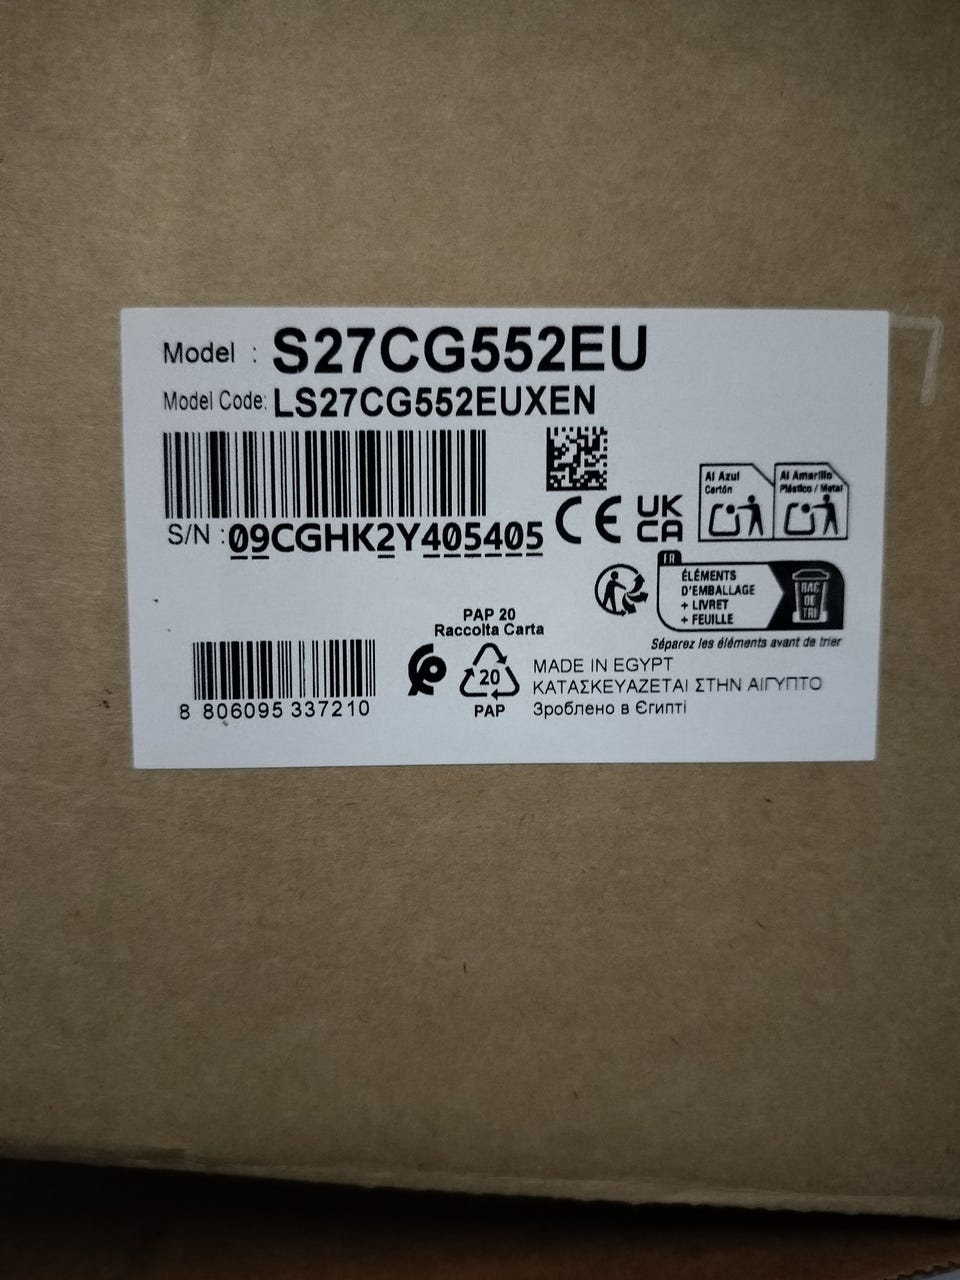 Model : S27CG552EU
Model Code: LS27CG552EUXEN
S/N : 09CGHK2Y405405
CE UK CA
Al Azul
Cartón
Al Amarillo
Plástico / Metal
FR
ÉLÉMENTS
D'EMBALLAGE
+ LIVRET
+ FEUILLE
BAC
DE
TRI
Séparez les éléments avant de trier
PAP 20
Raccolta Carta
20
PAP
MADE IN EGYPT
ΚΑΤΑΣΚΕΥΑΖΕΤΑΙ ΣΤΗΝ ΑΙΓΥΠΤΟ
Зроблено в Єгипті
8 806095 337210